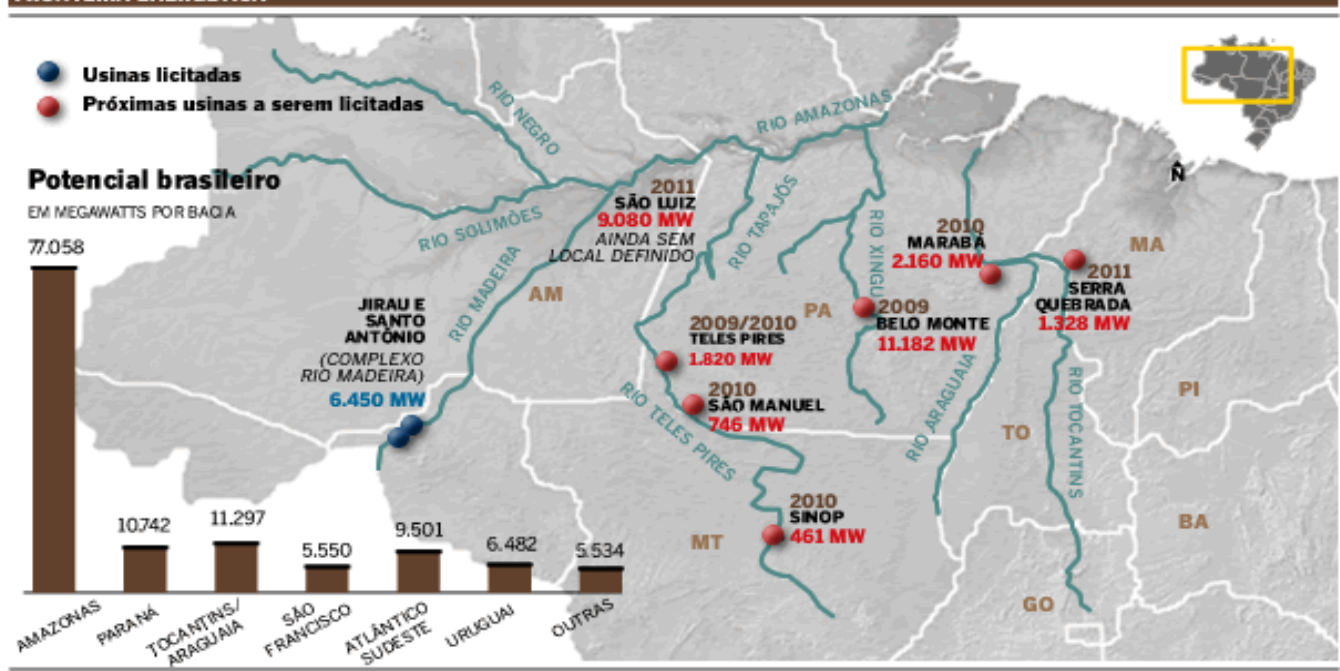 Usinas licitadas
Próximas usinas a serem licitadas
Potencial brasileiro
EM MEGAWATTS POR BACIA
77.058
10.742
11.297
5.550
9.501
6.482
5.534
AMAZONAS
PARANÁ
TOCANTINS/
ARAGUAIA
SÃO
FRANCISCO
ATLÂNTICO
SUDESTE
URUGUAI
OUTRAS
RIO NEGRO
RIO SOLIMÕES
RIO AMAZONAS
RIO MADEIRA
RIO TAPAJÓS
RIO XINGU
RIO TELES PIRES
RIO ARAGUAIA
RIO TOCANTINS
JIRAU E
SANTO
ANTÔNIO
(COMPLEXO
RIO MADEIRA)
6.450 MW
2011
SÃO LUIZ
9.080 MW
AINDA SEM
LOCAL DEFINIDO
2009/2010
TELES PIRES
1.820 MW
2010
SÃO MANUEL
746 MW
2010
SINOP
461 MW
2009
BELO MONTE
11.182 MW
2010
MARABÁ
2.160 MW
2011
SERRA
QUEBRADA
1.328 MW
AM
PA
MA
PI
TO
BA
MT
GO
N